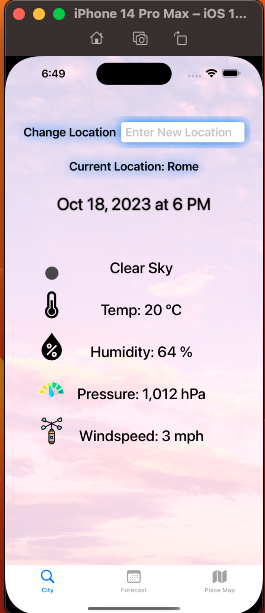 iPhone 14 Pro Max – iOS 1...
6:49
Change Location Enter New Location
Current Location: Rome
Oct 18, 2023 at 6 PM
Clear Sky
Temp: 20 °C
%
Humidity: 64 %
Pressure: 1,012 hPa
Windspeed: 3 mph
City Forecast Place Map